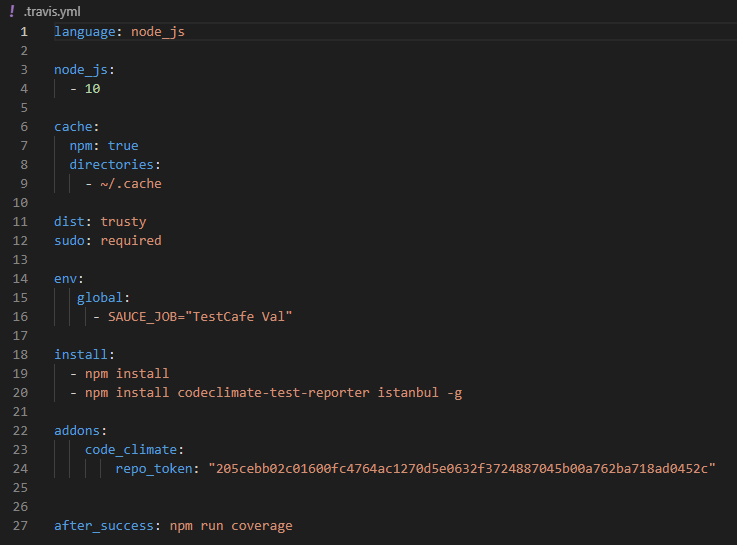 ! .travis.yml
1 language: node_js
2
3 node_js:
4   - 10
5
6 cache:
7   npm: true
8   directories:
9     - ~/.cache
10
11 dist: trusty
12 sudo: required
13
14 env:
15    global:
16      - SAUCE_JOB="TestCafe Val"
17
18 install:
19   - npm install
20   - npm install codeclimate-test-reporter istanbul -g
21
22 addons:
23     code_climate:
24         repo_token: "205cebb02c01600fc4764ac1270d5e0632f3724887045b00a762ba718ad0452c"
25
26
27 after_success: npm run coverage